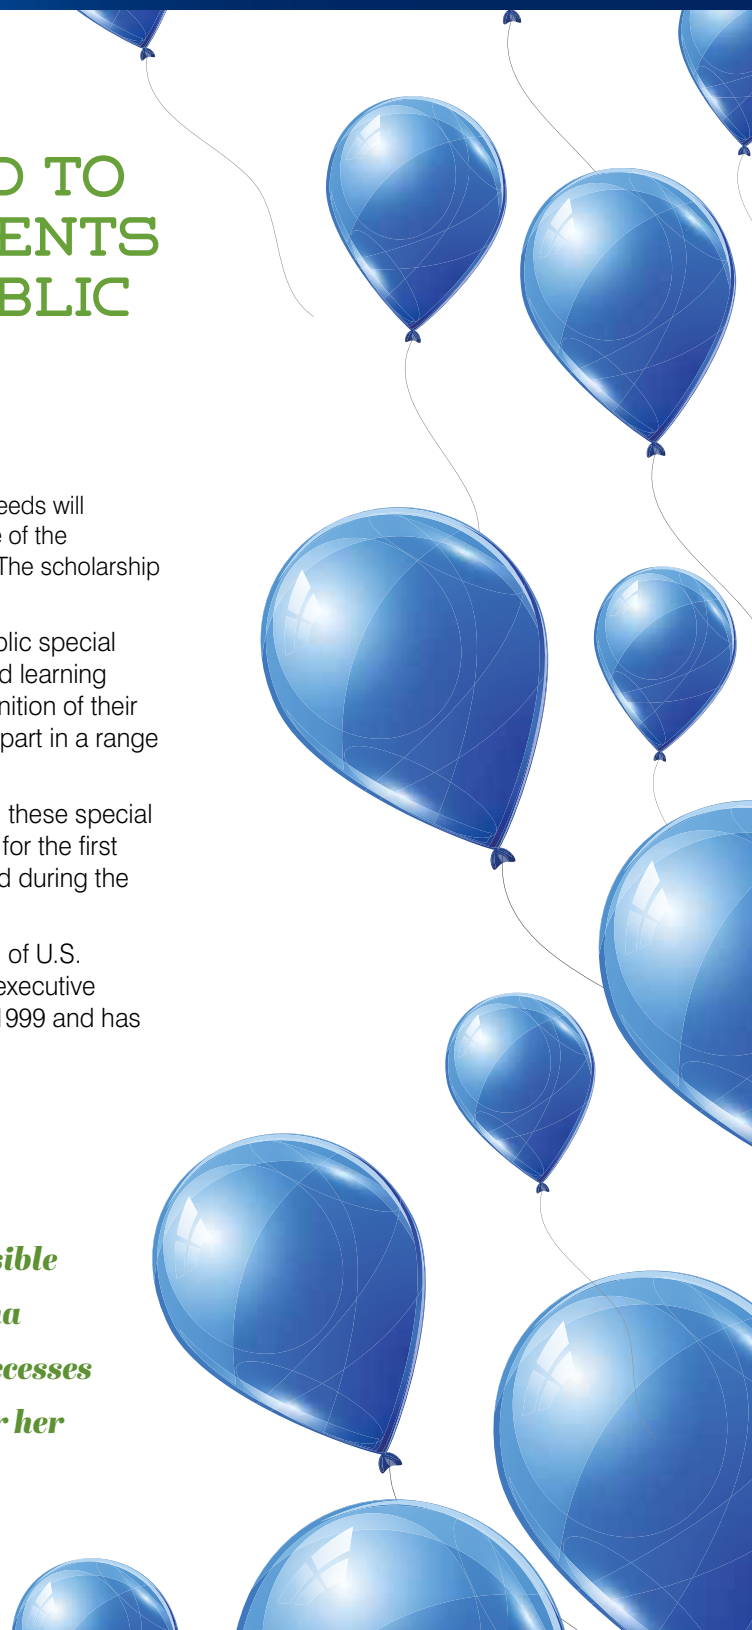 TO
ENTS
BLIC
eeds will
e of the
The scholarship
blic special
d learning
nition of their
part in a range
these special
for the first
d during the
of U.S.
executive
1999 and has
sible
na
ccesses
r her